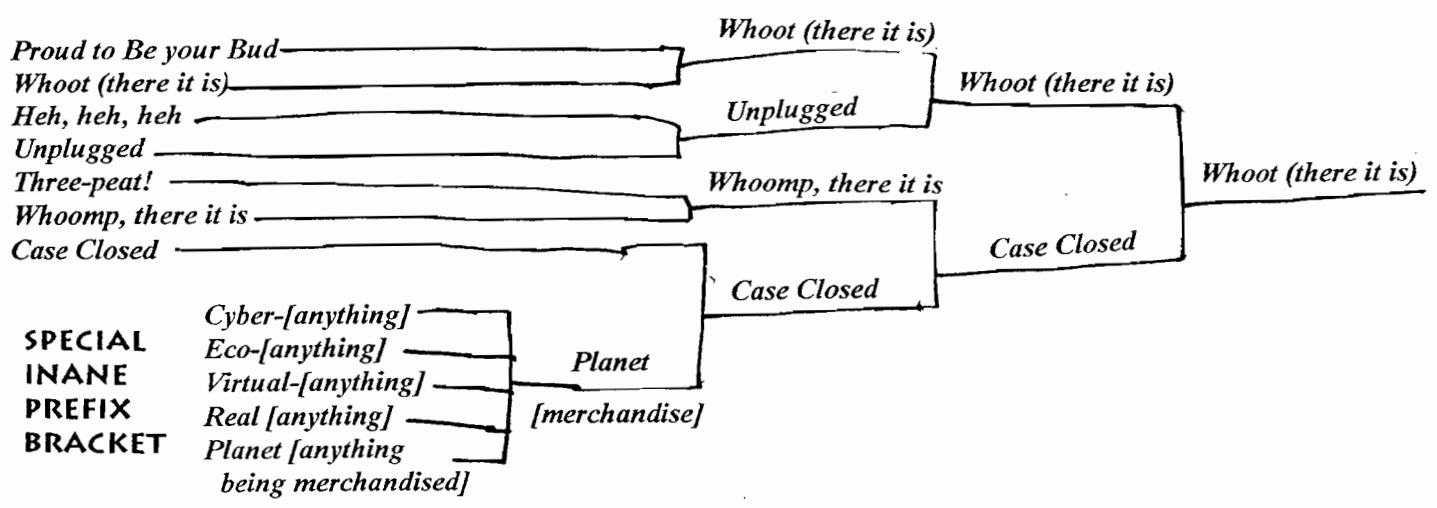 Whoot (there it is)
Proud to Be your Bud
Whoot (there it is)
Whoot (there it is)
Heh, heh, heh
Unplugged
Unplugged
Three-peat!
Whoomp, there it is
Whoot (there it is)
Whoomp, there it is
Case Closed
Case Closed
Case Closed
SPECIAL
INANE
PREFIX
BRACKET
Cyber-[anything]
Eco-[anything]
Virtual-[anything]
Real [anything]
Planet [anything
being merchandised]
Planet
[merchandise]